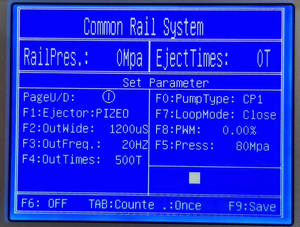 Common Rail System
RailPres.: 0Mpa EjectTimes: 0T
Set Parameter
PageU/D: ① F0:PumpType: CP1
F1:Ejector:PIZEO F7:LoopMode: Close
F2:OutWide: 1200uS F8:PWM: 0.00%
F3:OutFreq.: 20HZ F5:Press: 80Mpa
F4:OutTimes: 500T
F6: OFF TAB:Counte .:Once F9:Save